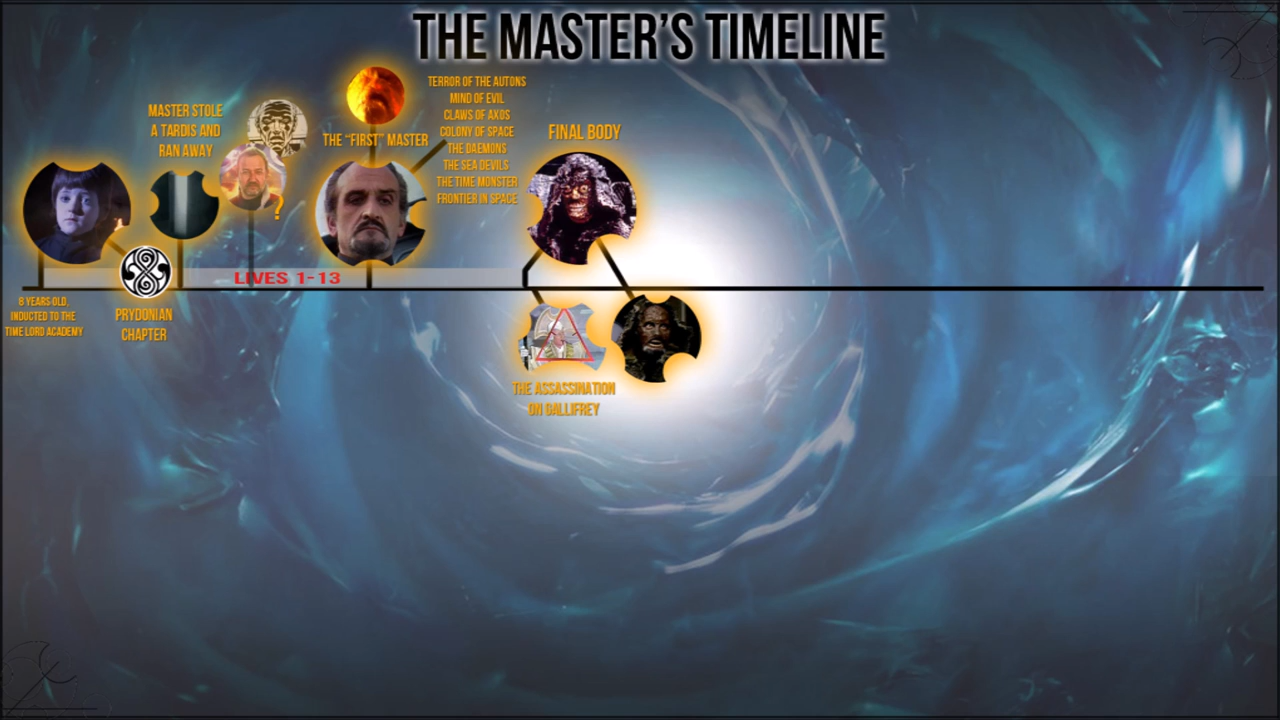 THE MASTER'S TIMELINE
MASTER STOLE
A TARDIS AND
RAN AWAY
THE "FIRST" MASTER
TERROR OF THE AUTONS
MIND OF EVIL
CLAWS OF AXOS
COLONY OF SPACE
THE DAEMONS
THE SEA DEVILS
THE TIME MONSTER
FRONTIER IN SPACE
FINAL BODY
?
LIVES 1-13
8 YEARS OLD,
INDUCTED TO THE
TIME LORD ACADEMY
PRYDONIAN
CHAPTER
THE ASSASSINATION
ON GALLIFREY